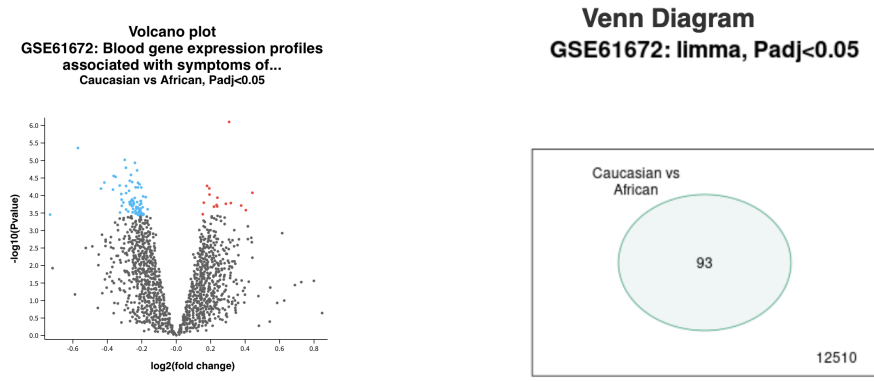 Volcano plot
GSE61672: Blood gene expression profiles
associated with symptoms of...
Caucasian vs African, Padj<0.05
-log10(Pvalue)
6.0
5.5
5.0
4.5
4.0
3.5
3.0
2.5
2.0
1.5
1.0
0.5
0.0
-0.6 -0.4 -0.2 -0.0 0.2 0.4 0.6 0.8
log2(fold change)
Venn Diagram
GSE61672: limma, Padj<0.05
Caucasian vs
African
93
12510